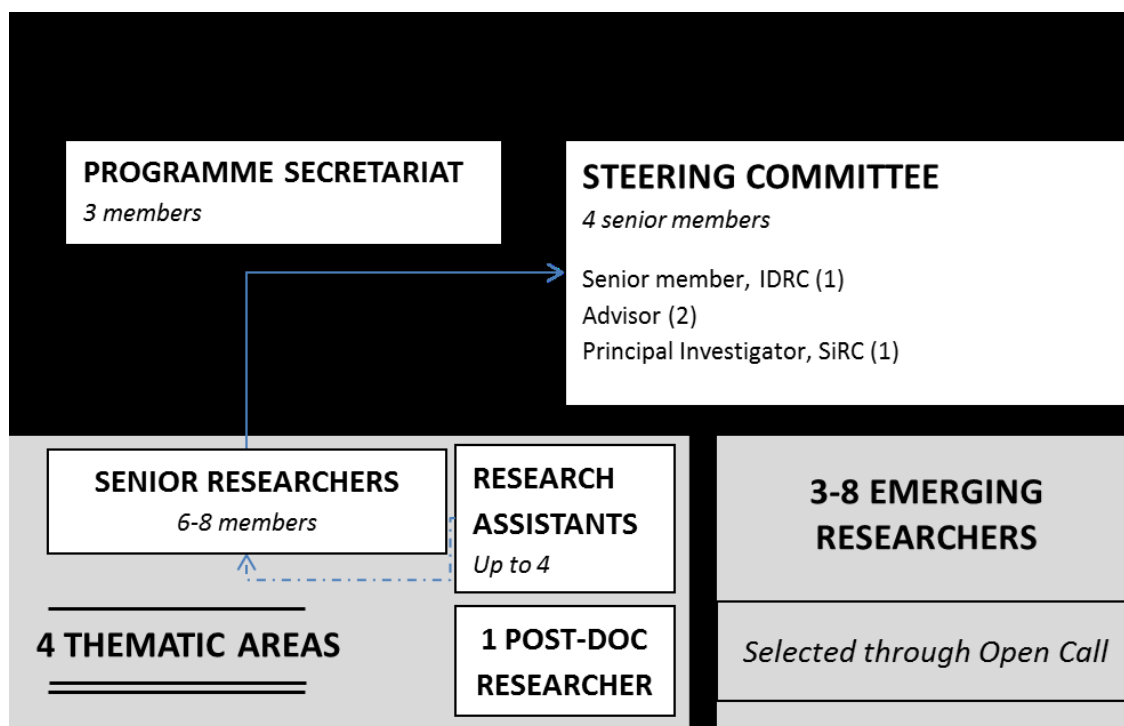 PROGRAMME SECRETARIAT
3 members
STEERING COMMITTEE
4 senior members
Senior member, IDRC (1)
Advisor (2)
Principal Investigator, SiRC (1)
SENIOR RESEARCHERS
6-8 members
RESEARCH
ASSISTANTS
Up to 4
4 THEMATIC AREAS
1 POST-DOC
RESEARCHER
3-8 EMERGING
RESEARCHERS
Selected through Open Call